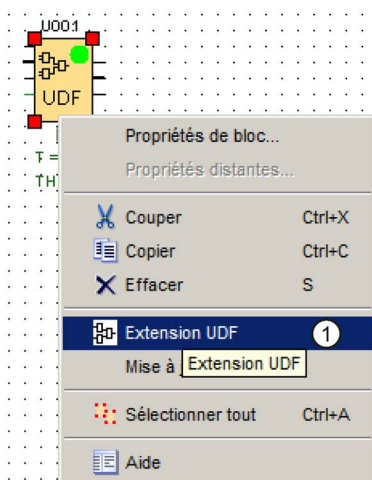 U001
UDF
T =
TH
Propriétés de bloc...
Propriétés distantes...
Couper Ctrl+X
Copier Ctrl+C
Effacer S
Extension UDF 1
Mise à
Extension UDF
Sélectionner tout Ctrl+A
Aide